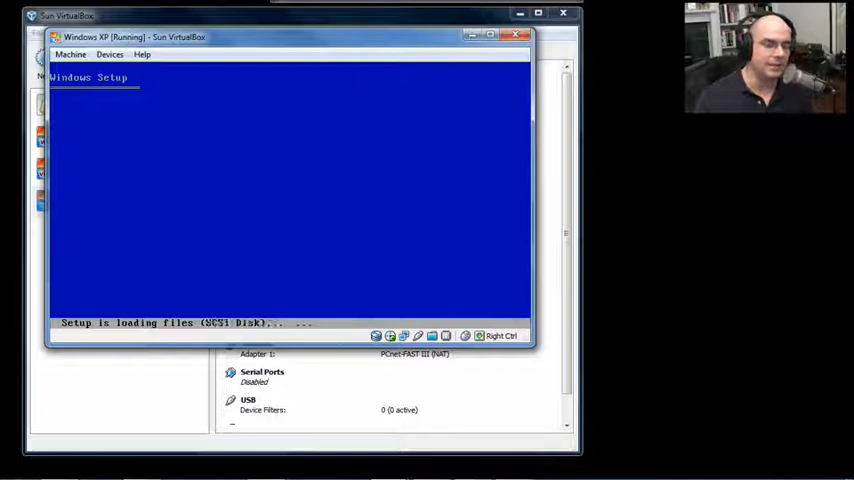 Sun VirtualBox
Windows XP [Running] - Sun VirtualBox
Machine Devices Help
Windows Setup
Setup is loading files (SCSI Disk)... ...
Right Ctrl
Adapter 1: PCnet-FAST III (NAT)
Serial Ports
Disabled
USB
Device Filters: 0 (0 active)